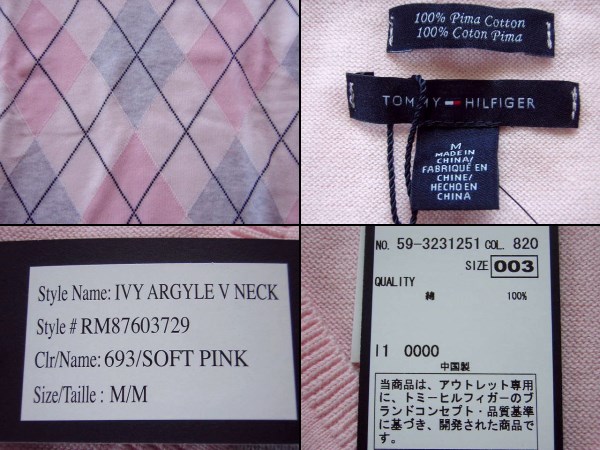 100% Pima Cotton
100% Coton Pima
TOMMY HILFIGER
M
MADE IN
CHINA/
FABRIQUÉ EN
CHINE/
HECHO EN
CHINA
Style Name: IVY ARGYLE V NECK
Style # RM87603729
Clr/Name: 693/SOFT PINK
Size/Taille : M/M
NO. 59-3231251 COL. 820
SIZE 003
QUALITY
綿 100%
I1 0000
中国製
当商品は、アウトレット専用
に、トミーヒルフィガーのブ
ランドコンセプト・品質基準
に基づき、開発された商品で
す。